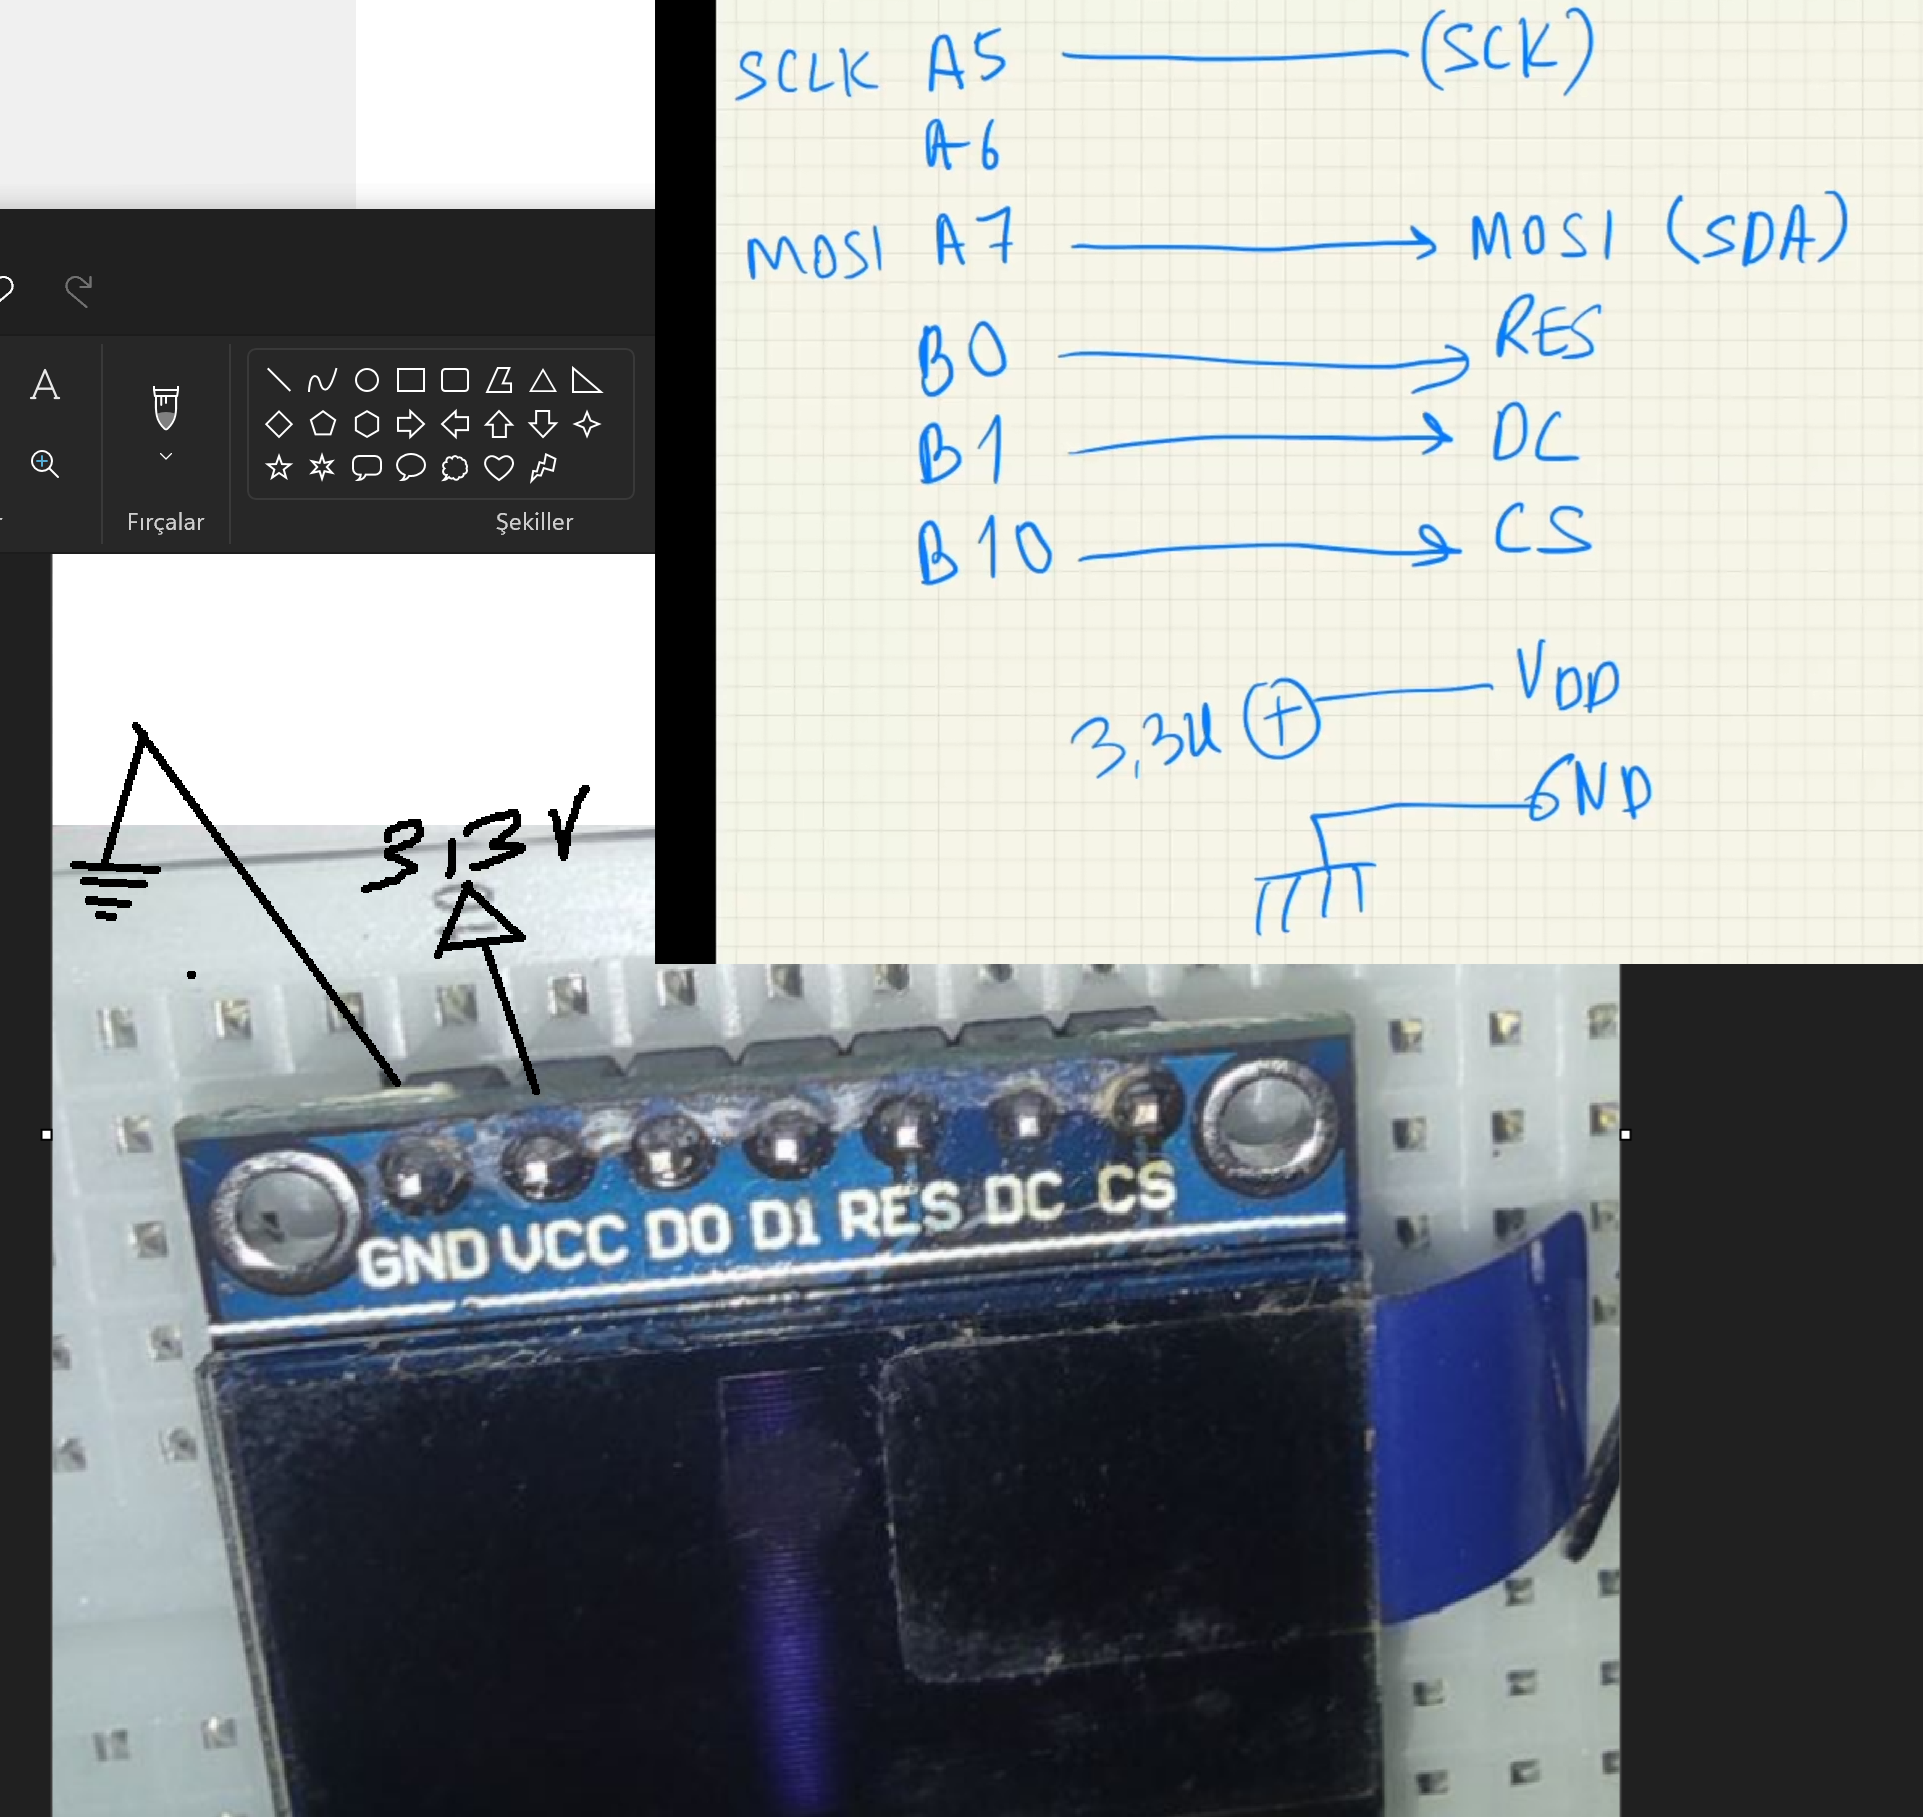 SCLK A5 (SCK)
A6
MOSI A7 MOSI (SDA)
B0 RES
B1 DC
B10 CS
3,3V + VDD
GND
A
Fırçalar
Şekiller
3,3V
GND VCC D0 D1 RES DC CS